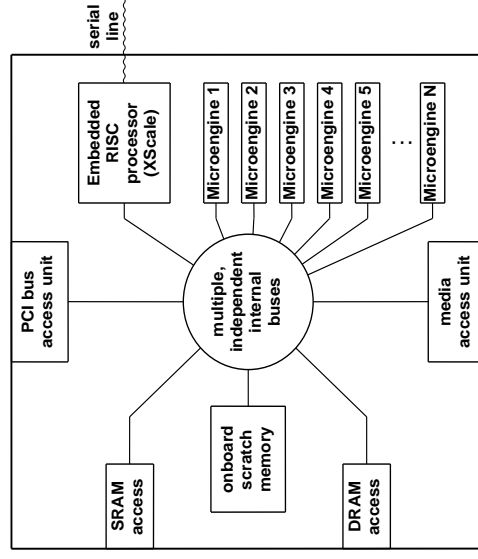 serial
line
Embedded
RISC
processor
(XScale)
PCI bus
access unit
Microengine 1
Microengine 2
Microengine 3
Microengine 4
Microengine 5
. . .
Microengine N
multiple,
independent
internal
buses
SRAM
access
onboard
scratch
memory
DRAM
access
media
access unit